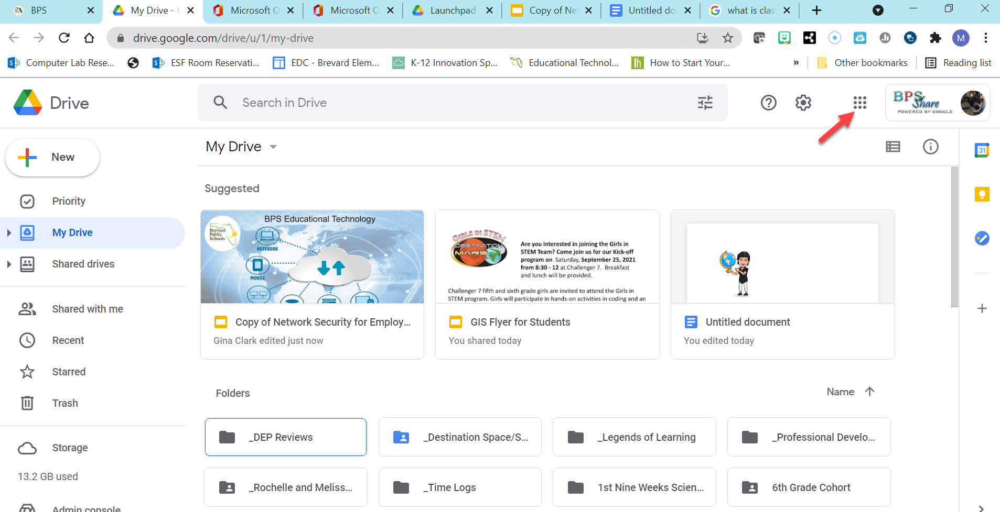 BPS
My Drive -
Microsoft O
Microsoft O
Launchpad
Copy of Net
Untitled doc
what is clas
drive.google.com/drive/u/1/my-drive
M
Computer Lab Rese...
ESF Room Reservati...
EDC - Brevard Elem...
K-12 Innovation Sp...
Educational Technol...
How to Start Your...
»
Other bookmarks
Reading list
Drive
Search in Drive
BPS Share
POWERED BY GOOGLE
New
My Drive
31
Suggested
Priority
My Drive
Shared drives
Shared with me
Recent
Starred
Trash
Storage
13.2 GB used
Admin console
BPS Educational Technology
Brevard
Public
Schools
NOTEBOOK
MOBILE
GIRLS IN STEM
DESTINATION
MARS
Are you interested in joining the Girls in
STEM Team? Come join us for our Kick-off
program on Saturday, September 25, 2021
from 8:30 - 12 at Challenger 7. Breakfast
and lunch will be provided.
Challenger 7 fifth and sixth grade girls are invited to attend the Girls in
STEM program. Girls will participate in hands-on activities in coding and an
Copy of Network Security for Employ...
Gina Clark edited just now
GIS Flyer for Students
You shared today
Untitled document
You edited today
Folders
Name
_DEP Reviews
_Destination Space/S...
_Legends of Learning
_Professional Develo...
_Rochelle and Meliss...
_Time Logs
1st Nine Weeks Scien...
6th Grade Cohort